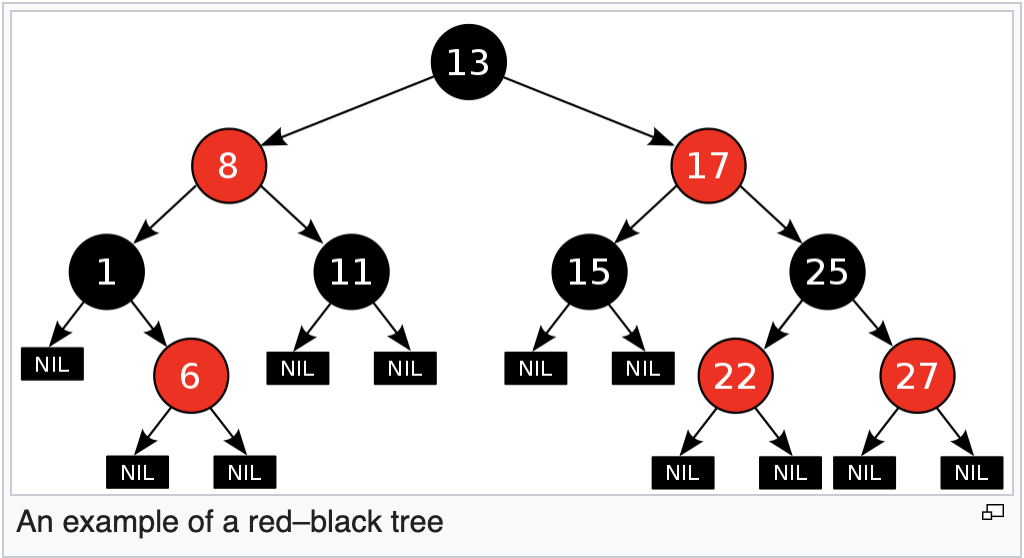 13
8 17
1 11 15 25
NIL 6 NIL NIL NIL NIL 22 27
NIL NIL NIL NIL NIL NIL
An example of a red–black tree